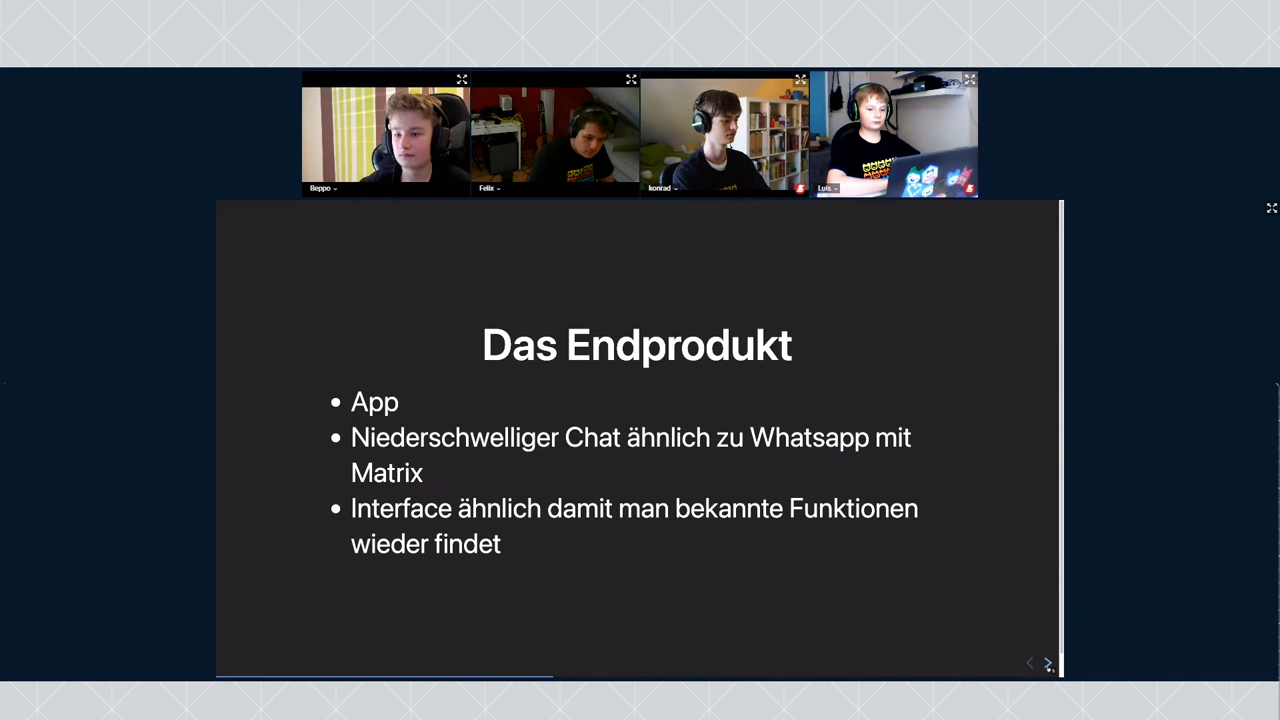 Beppo
Felix
konrad
Luis
Das Endprodukt
App
Niederschwelliger Chat ähnlich zu Whatsapp mit
Matrix
Interface ähnlich damit man bekannte Funktionen
wieder findet